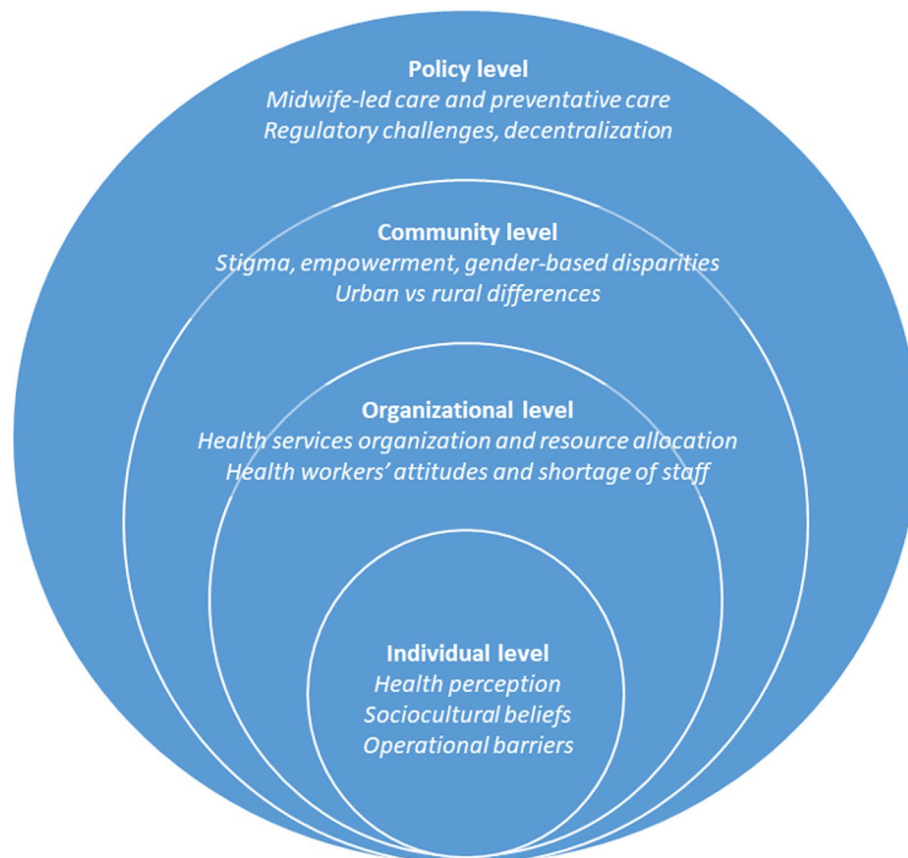 Policy level
Midwife-led care and preventative care
Regulatory challenges, decentralization
Community level
Stigma, empowerment, gender-based disparities
Urban vs rural differences
Organizational level
Health services organization and resource allocation
Health workers’ attitudes and shortage of staff
Individual level
Health perception
Sociocultural beliefs
Operational barriers